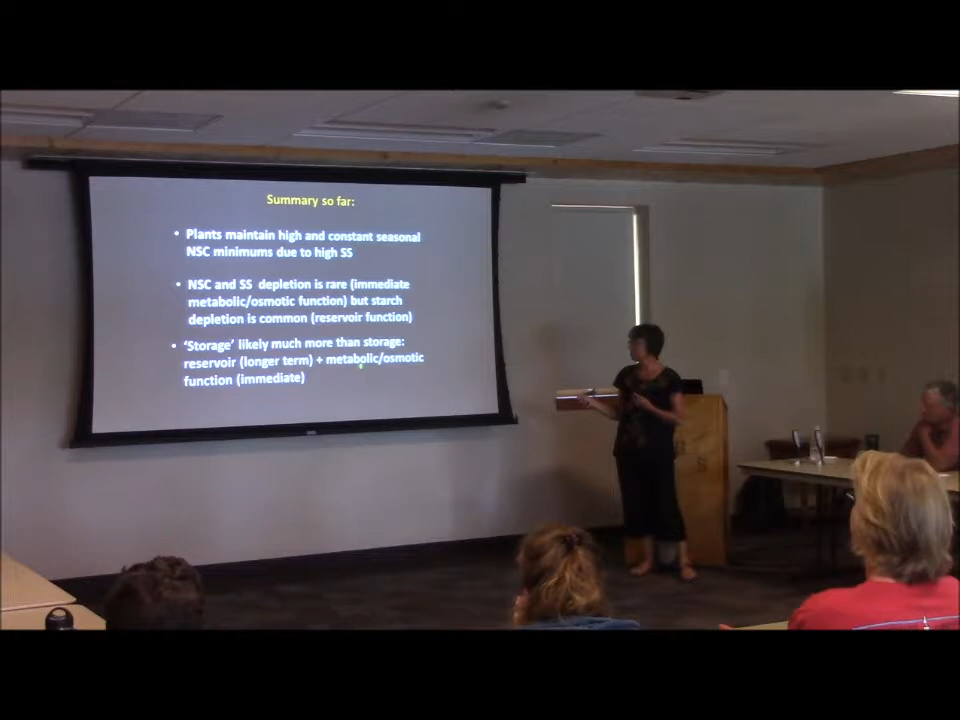 Summary so far:
• Plants maintain high and constant seasonal
NSC minimums due to high SS
• NSC and SS depletion is rare (immediate
metabolic/osmotic function) but starch
depletion is common (reservoir function)
• 'Storage' likely much more than storage:
reservoir (longer term) + metabolic/osmotic
function (immediate)